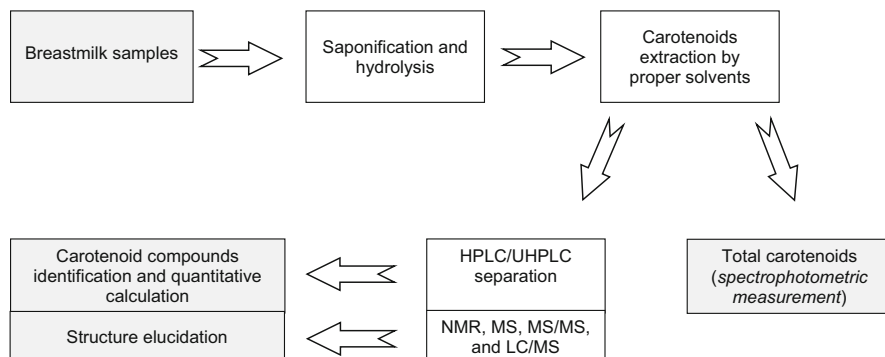 Breastmilk samples
Saponification and
hydrolysis
Carotenoids
extraction by
proper solvents
Carotenoid compounds
identification and quantitative
calculation
HPLC/UHPLC
separation
Total carotenoids
(spectrophotometric
measurement)
Structure elucidation
NMR, MS, MS/MS,
and LC/MS